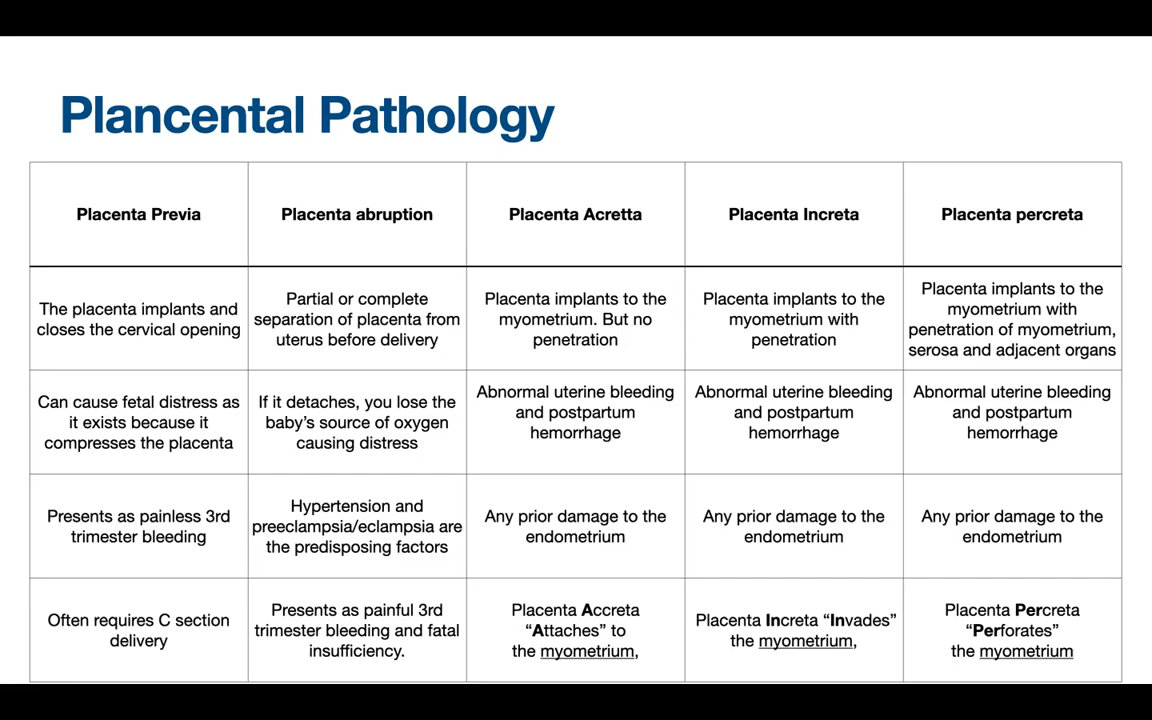 Plancental Pathology
Placenta Previa
Placenta abruption
Placenta Acretta
Placenta Increta
Placenta percreta
The placenta implants and
closes the cervical opening
Partial or complete
separation of placenta from
uterus before delivery
Placenta implants to the
myometrium. But no
penetration
Placenta implants to the
myometrium with
penetration
Placenta implants to the
myometrium with
penetration of myometrium,
serosa and adjacent organs
Can cause fetal distress as
it exists because it
compresses the placenta
If it detaches, you lose the
baby’s source of oxygen
causing distress
Abnormal uterine bleeding
and postpartum
hemorrhage
Abnormal uterine bleeding
and postpartum
hemorrhage
Abnormal uterine bleeding
and postpartum
hemorrhage
Presents as painless 3rd
trimester bleeding
Hypertension and
preeclampsia/eclampsia are
the predisposing factors
Any prior damage to the
endometrium
Any prior damage to the
endometrium
Any prior damage to the
endometrium
Often requires C section
delivery
Presents as painful 3rd
trimester bleeding and fatal
insufficiency.
Placenta Accreta
“Attaches” to
the myometrium,
Placenta Increta “Invades”
the myometrium,
Placenta Percreta
“Perforates”
the myometrium